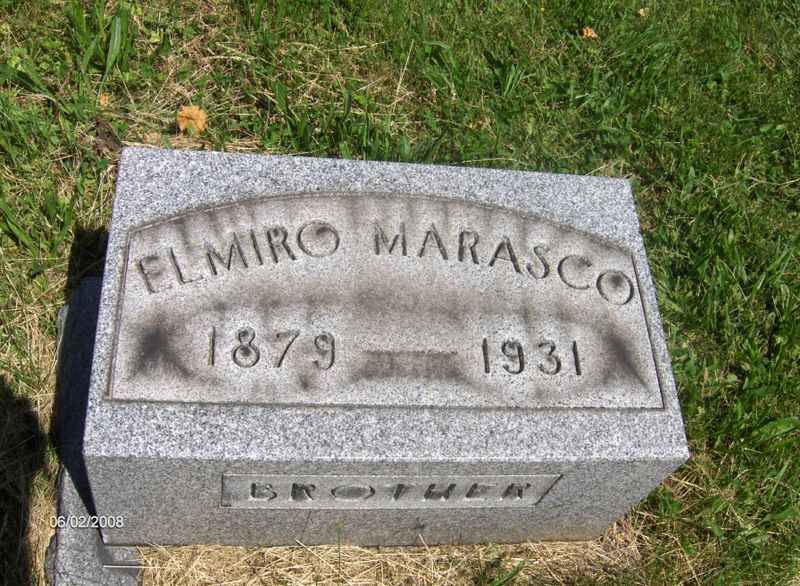 ELMIRO MARASCO
1879 — 1931
BROTHER
06/02/2008